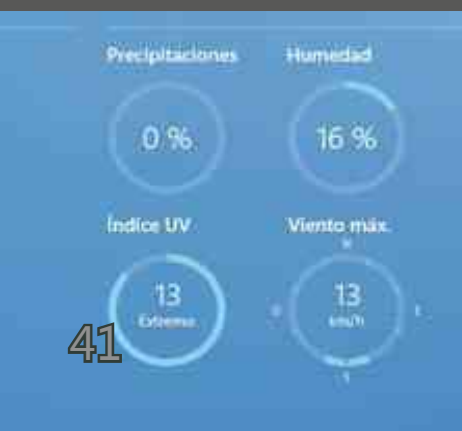 Precipitaciones Humedad
0 % 16 %
Índice UV Viento máx.
13 13
Extremo km/h
41